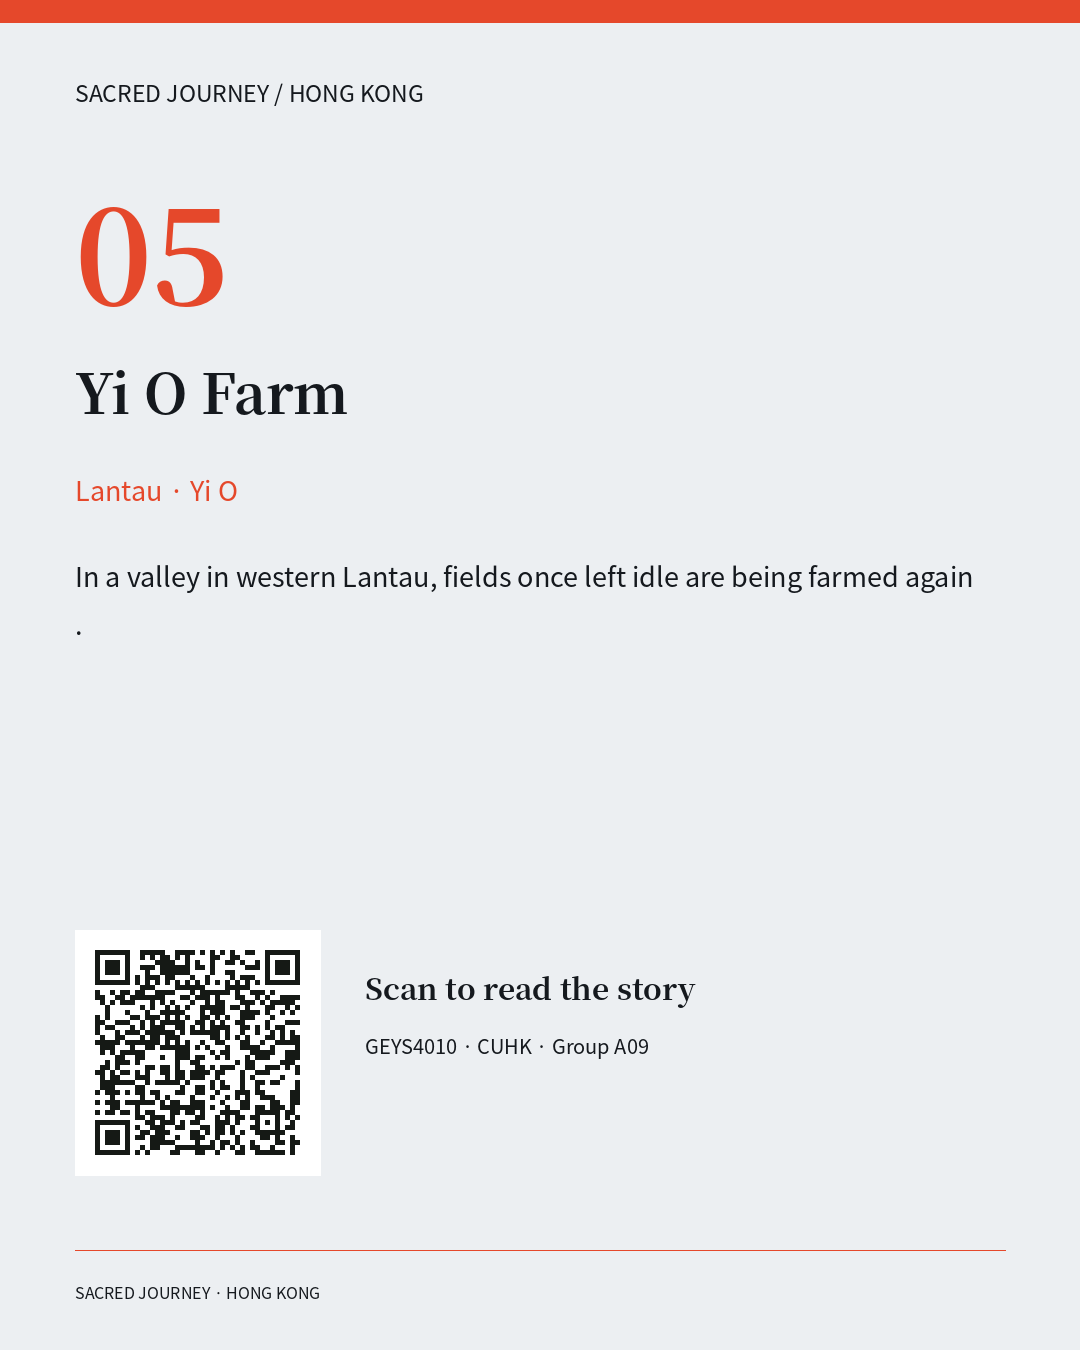 SACRED JOURNEY / HONG KONG
05
Yi O Farm
Lantau · Yi O
In a valley in western Lantau, fields once left idle are being farmed again
.
Scan to read the story
GEYS4010 · CUHK · Group A09
SACRED JOURNEY · HONG KONG